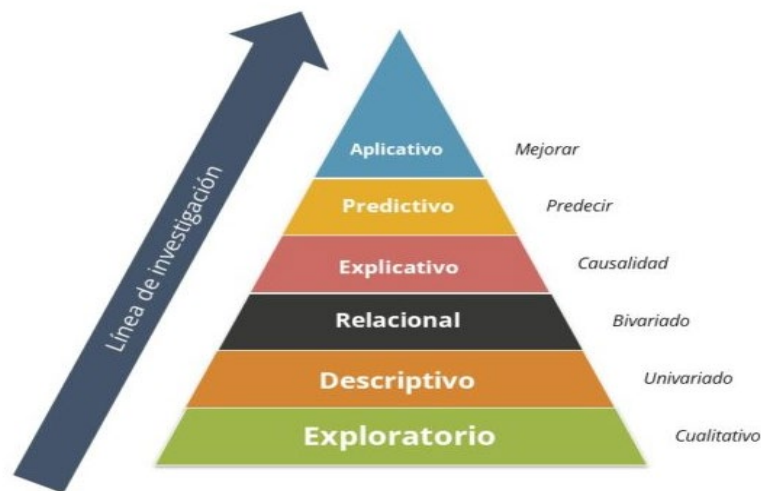 Línea de investigación
Aplicativo
Mejorar
Predictivo
Predecir
Explicativo
Causalidad
Relacional
Bivariado
Descriptivo
Univariado
Exploratorio
Cualitativo